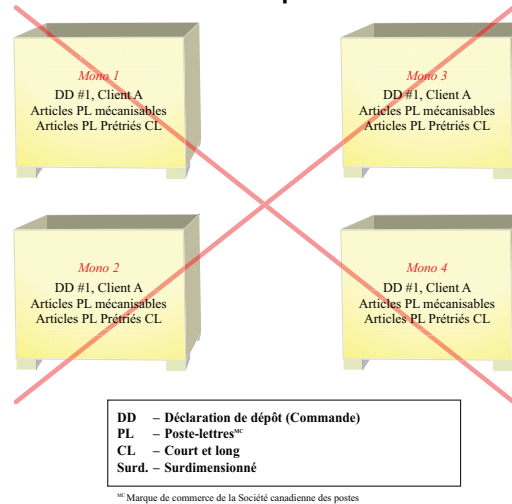 Mono 1
DD #1, Client A
Articles PL mécanisables
Articles PL Prétriés CL
Mono 3
DD #1, Client A
Articles PL mécanisables
Articles PL Prétriés CL
Mono 2
DD #1, Client A
Articles PL mécanisables
Articles PL Prétriés CL
Mono 4
DD #1, Client A
Articles PL mécanisables
Articles PL Prétriés CL
DD – Déclaration de dépôt (Commande)
PL – Poste-lettres MC
CL – Court et long
Surd. – Surdimensionné
MC Marque de commerce de la Société canadienne des postes